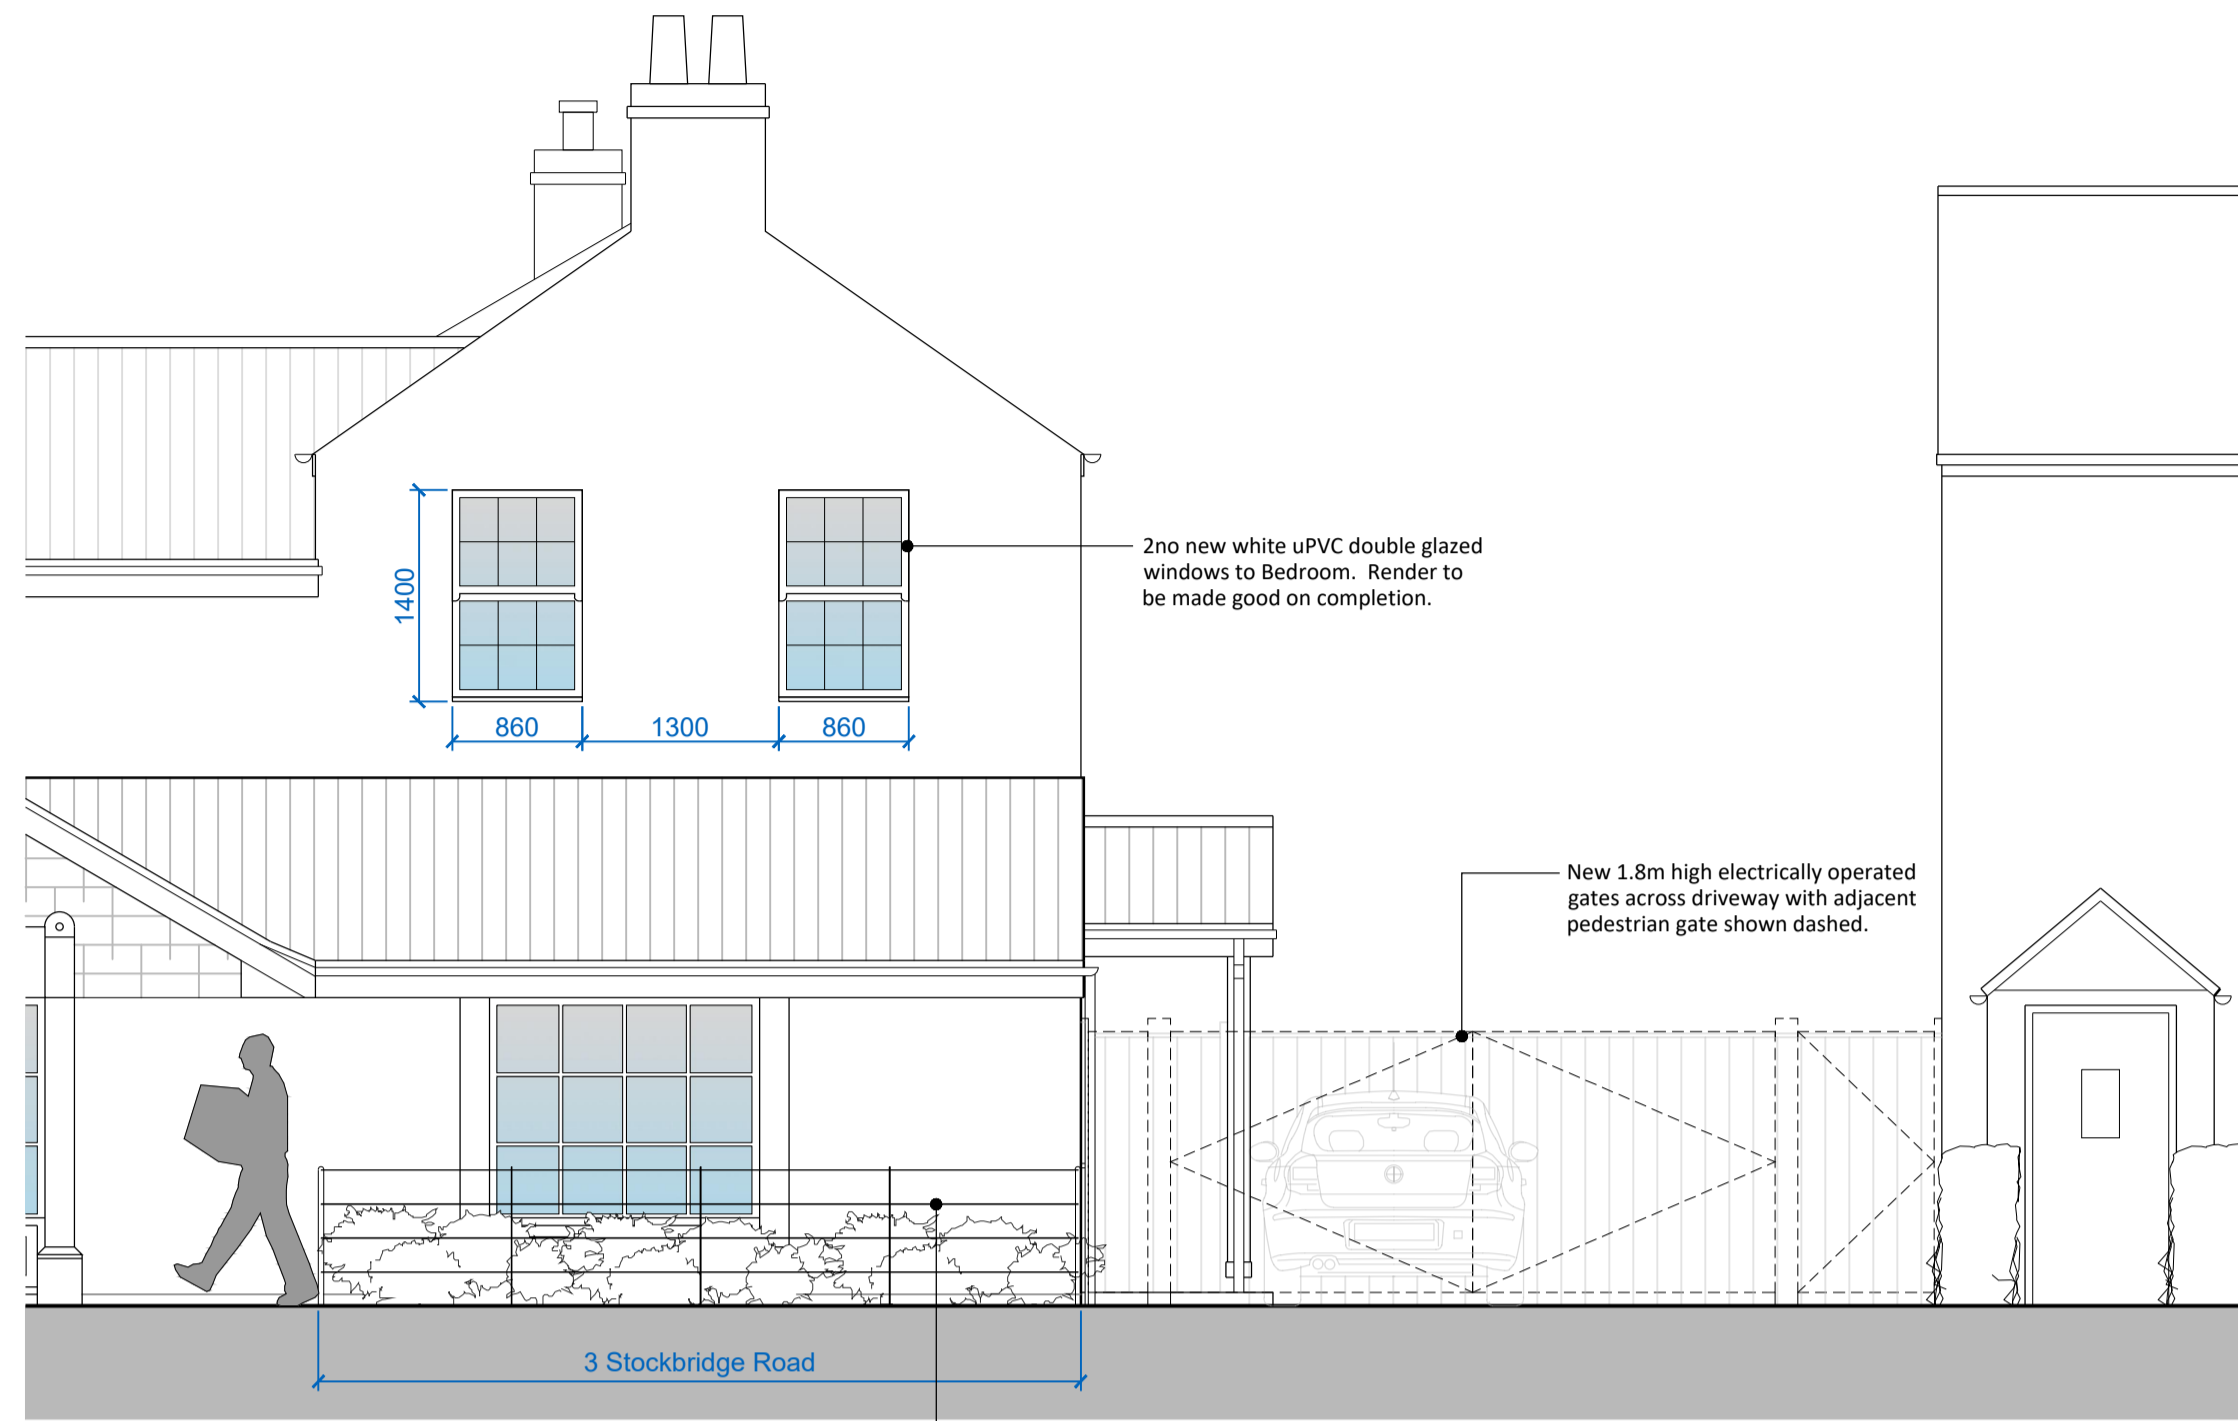 2no new white uPVC double glazed
windows to Bedroom. Render to
be made good on completion.
1400
860
1300
860
New 1.8m high electrically operated
gates across driveway with adjacent
pedestrian gate shown dashed.
3 Stockbridge Road